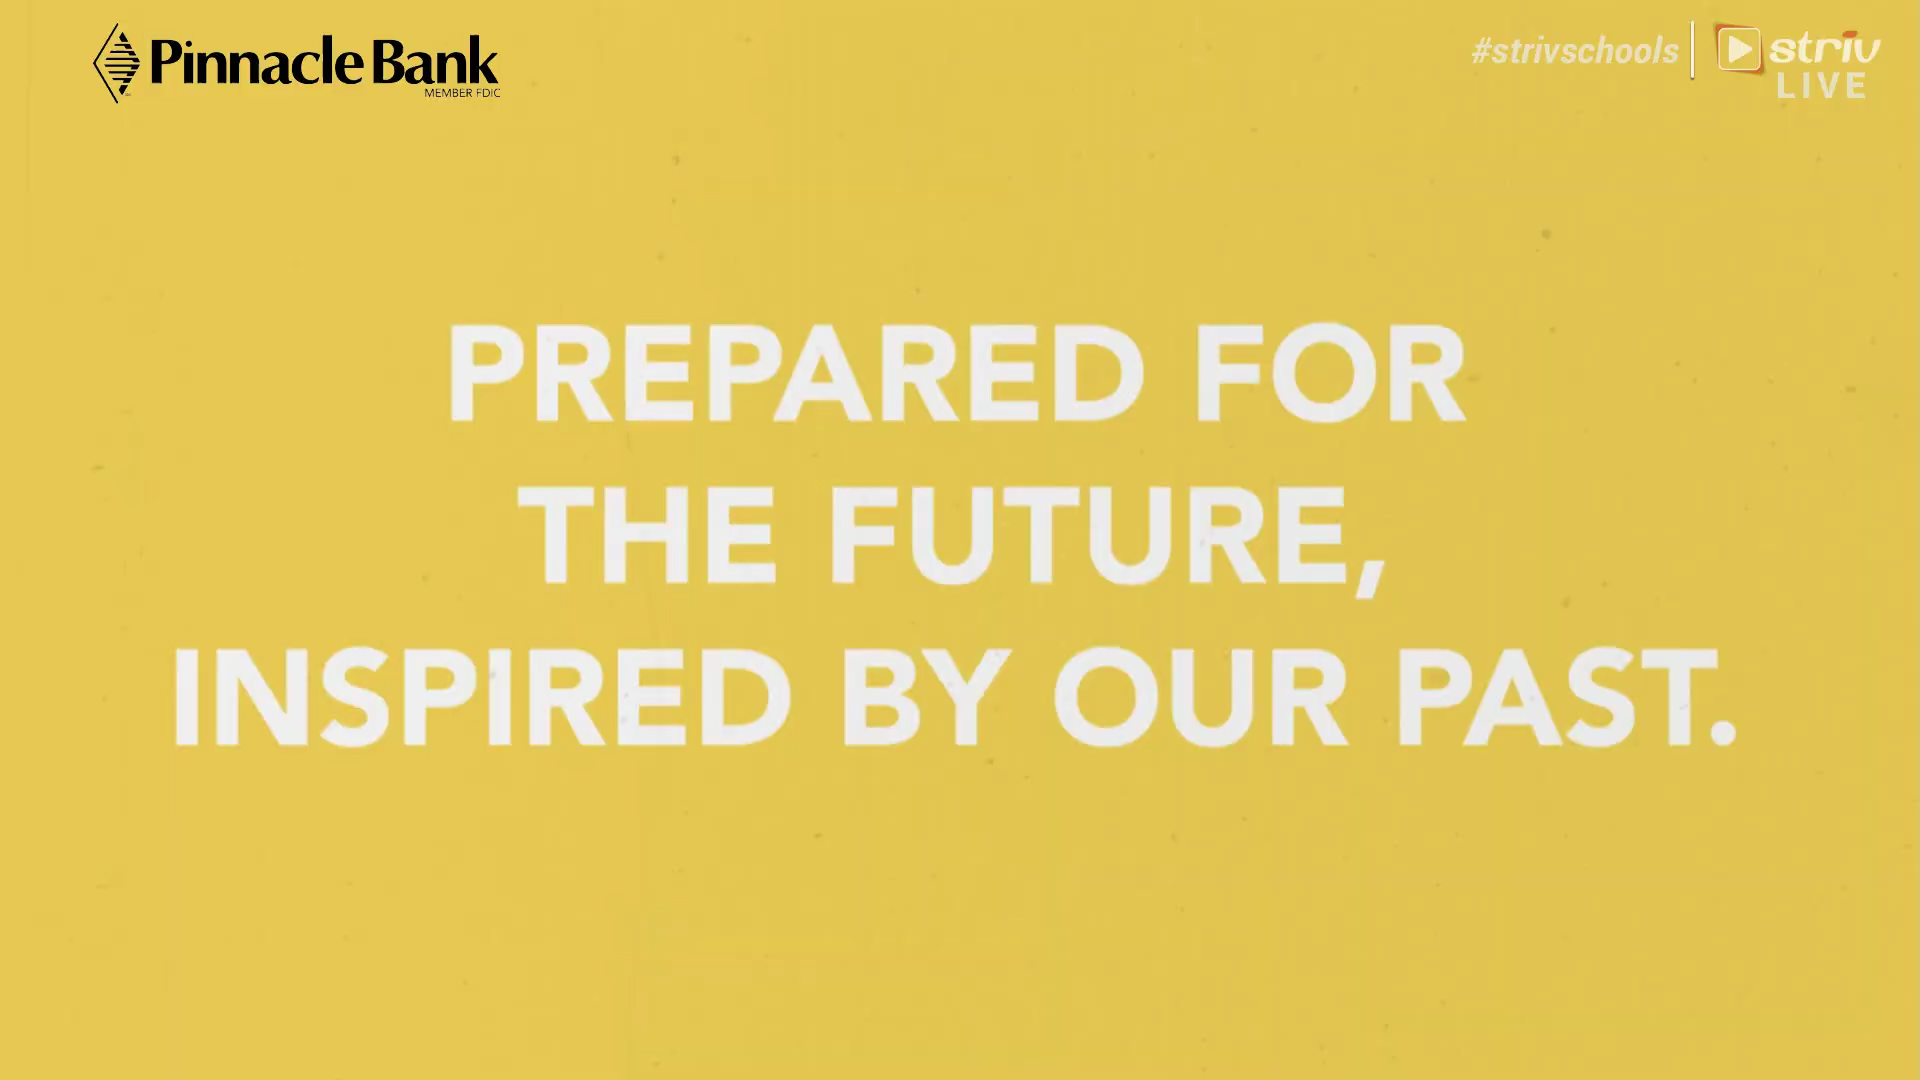 Pinnacle Bank
MEMBER FDIC
#strivschools
striv
LIVE
PREPARED FOR
THE FUTURE,
INSPIRED BY OUR PAST.